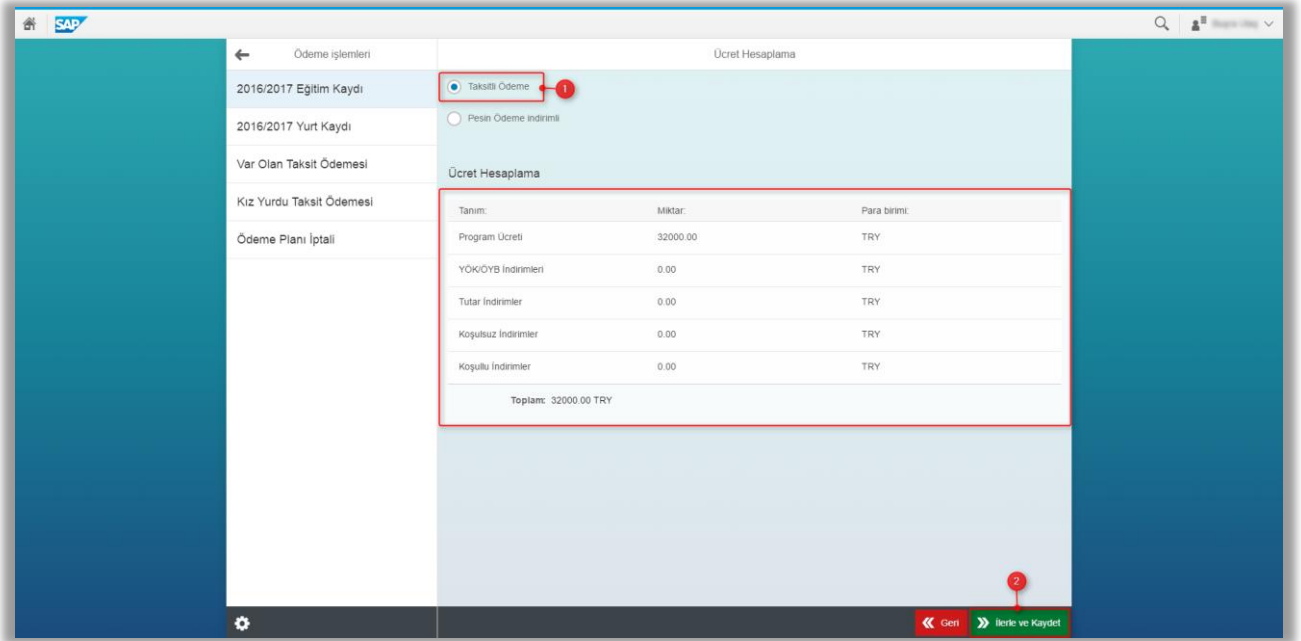 SAP
Ödeme işlemleri
Ücret Hesaplama
2016/2017 Eğitim Kaydı
2016/2017 Yurt Kaydı
Var Olan Taksit Ödemesi
Kız Yurdu Taksit Ödemesi
Ödeme Planı İptali
Taksitli Ödeme
1
Pesin Ödeme indirimli
Ücret Hesaplama
Tanım: Miktar: Para birimi:
Program Ücreti 32000.00 TRY
YÖK/ÖYB İndirimleri 0.00 TRY
Tutar İndirimler 0.00 TRY
Koşulsuz İndirimler 0.00 TRY
Koşullu İndirimler 0.00 TRY
Toplam: 32000.00 TRY
2
Geri İlerle ve Kaydet